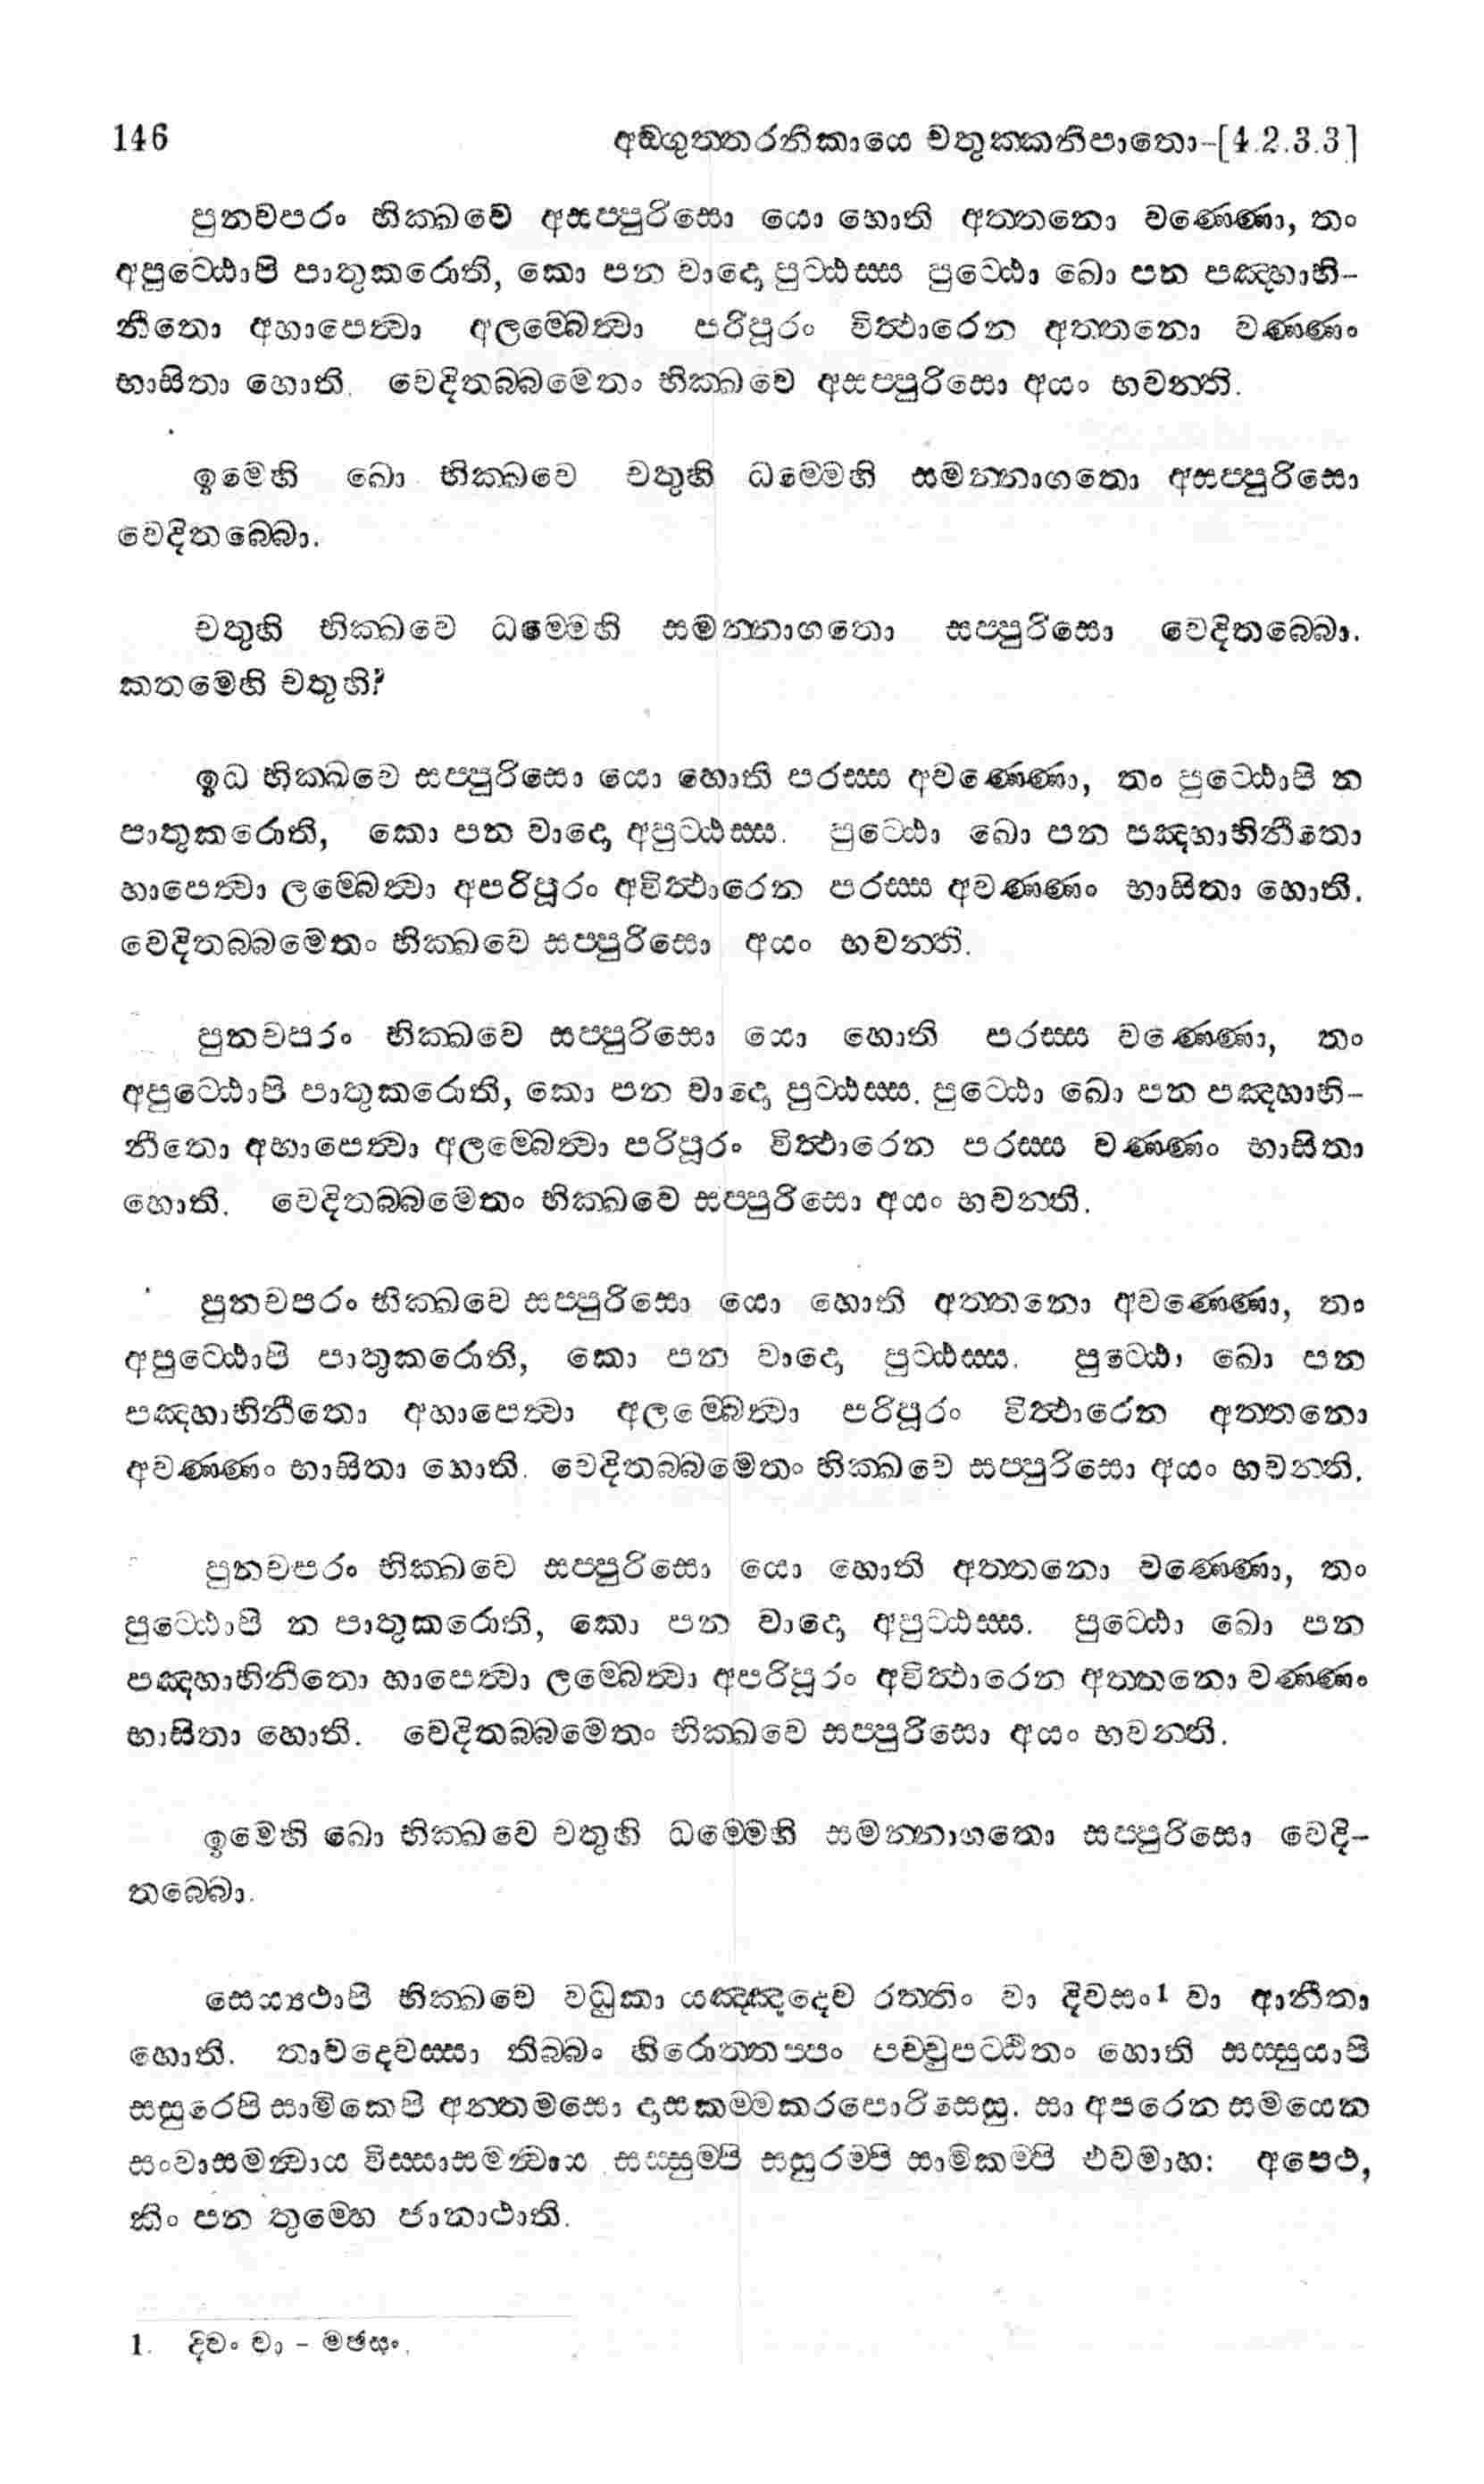 146 අඞ්ගුත්තරනිකායෙ චතුක්කනිපාතො-[4.2.3.3]
පුනචපරං භික්ඛවෙ අසප්පුරිසො යො හොති අත්තනො වණ්ණො, තං
අපුට්ඨොපි පාතුකරොති, කො පන වාදො පුට්ඨස්ස පුට්ඨො ඛො පන පඤ්හාභි-
නීතො අහාපෙත්වා අලම්බෙත්වා පරිපූරං විත්ථාරෙන අත්තනො වණ්ණං
භාසිතා හොති. වෙදිතබ්බමෙතං භික්ඛවෙ අසප්පුරිසො අයං භවන්ති.
ඉමෙහි ඛො භික්ඛවෙ චතුහි ධම්මෙහි සමන්නාගතො අසප්පුරිසො
වෙදිතබ්බො.
චතූහි භික්ඛවෙ ධම්මෙහි සමන්නාගතො සප්පුරිසො වෙදිතබ්බො.
කතමෙහි චතූහි?
ඉධ භික්ඛවෙ සප්පුරිසො යො හොති පරස්ස අවණ්ණො, තං පුට්ඨොපි න
පාතුකරොති, කො පන වාදො අපුට්ඨස්ස. පුට්ඨො ඛො පන පඤ්හාභිනීතො
හාපෙත්වා ලම්බෙත්වා අපරිපූරං අවිත්ථාරෙන පරස්ස අවණ්ණං භාසිතා හොති.
වෙදිතබ්බමෙතං භික්ඛවෙ සප්පුරිසො අයං භවන්ති.
පුනචපරං භික්ඛවෙ සප්පුරිසො යො හොති පරස්ස වණ්ණො, තං
අපුට්ඨොපි පාතුකරොති, කො පන වාදො පුට්ඨස්ස. පුට්ඨො ඛො පන පඤ්හාභි-
නීතො අභාපෙත්වා අලම්බෙත්වා පරිපූරං විත්ථාරෙන පරස්ස වණ්ණං භාසිතා
හොති. වෙදිතබ්බමෙතං භික්ඛවෙ සප්පුරිසො අයං භවන්ති.
පුනචපරං භික්ඛවෙ සප්පුරිසො යො හොති අත්තනො අවණ්ණො, තං
අපුට්ඨොපි පාතුකරොති, කො පන වාදො පුට්ඨස්ස. පුට්ඨො ඛො පන
පඤ්හාභිනීතො අහාපෙත්වා අලම්බෙත්වා පරිපූරං විත්ථාරෙන අත්තනො
අවණ්ණං භාසිතා හොති. වෙදිතබ්බමෙතං භික්ඛවෙ සප්පුරිසො අයං භවන්ති.
පුනචපරං භික්ඛවෙ සප්පුරිසො යො හොති අත්තනො වණ්ණො, තං
පුට්ඨොපි න පාතුකරොති, කො පන වාදො අපුට්ඨස්ස. පුට්ඨො ඛො පන
පඤ්හාභිනීතො හාපෙත්වා ලම්බෙත්වා අපරිපූරං අවිත්ථාරෙන අත්තනො වණ්ණං
භාසිතා හොති. වෙදිතබ්බමෙතං භික්ඛවෙ සප්පුරිසො අයං භවන්ති.
ඉමෙහි ඛො භික්ඛවෙ චතූහි ධම්මෙහි සමන්නාගතො සප්පුරිසො වෙදි-
තබ්බො.
සෙය්‍යථාපි භික්ඛවෙ වධුකා යඤ්ඤදෙව රත්තිං වා දිවසං1 වා ආනීතා
හොති. තාවදෙවස්සා තිබ්බං හිරොත්තප්පං පච්චුපට්ඨිතං හොති සස්සුයාපි
සසුරෙපි සාමිකෙපි අන්තමසො දාසකම්මකරපොරිසෙසු. සා අපරෙන සමයෙන
සංවාසමන්වාය විස්සාසමන්වාය සස්සුම්පි සසුරම්පි සාමිකම්පි එවමාහ: අපෙථ,
කිං පන තුම්හෙ ජානාථාති.
1. දිවං වා - මඡසං.